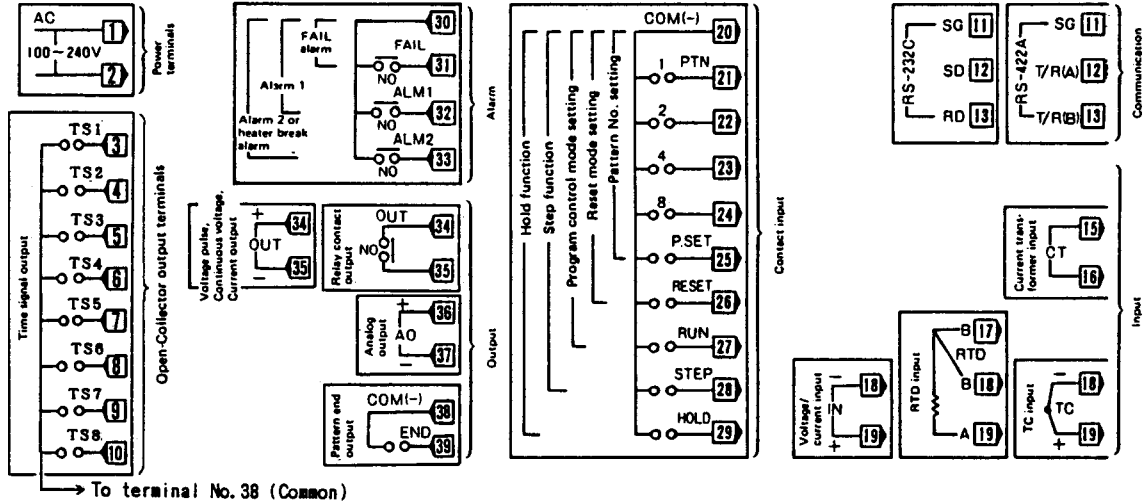 AC
1
100~240V
2
Power terminals
Time signal output
TS1
3
TS2
4
TS3
5
TS4
6
TS5
7
TS6
8
TS7
9
TS8
10
Open-Collector output terminals
To terminal No.38 (Common)
30
FAIL alarm
FAIL
NO
31
Alarm 1
ALM1
NO
32
Alarm 2 or heater break alarm
ALM2
NO
33
Alarm
Voltage pulse,
Continuous voltage,
Current output
+
OUT
-
34
35
Relay contact output
OUT
NO
34
35
Analog output
+
AO
-
36
37
Pattern end output
COM(-)
38
END
39
Output
COM(-)
20
Hold function
Step function
Program control mode setting
Reset mode setting
Pattern No. setting
1
PTN
21
2
22
4
23
8
24
P.SET
25
RESET
26
RUN
27
STEP
28
HOLD
29
Contact input
RS-232C
SG
11
SD
12
RD
13
RS-422A
SG
11
T/R(A)
12
T/R(B)
13
Communication
Current transformer input
CT
15
16
Voltage/
current input
-
IN
+
18
19
RTD input
B
17
RTD
B
18
A
19
TC input
-
TC
+
18
19
Input